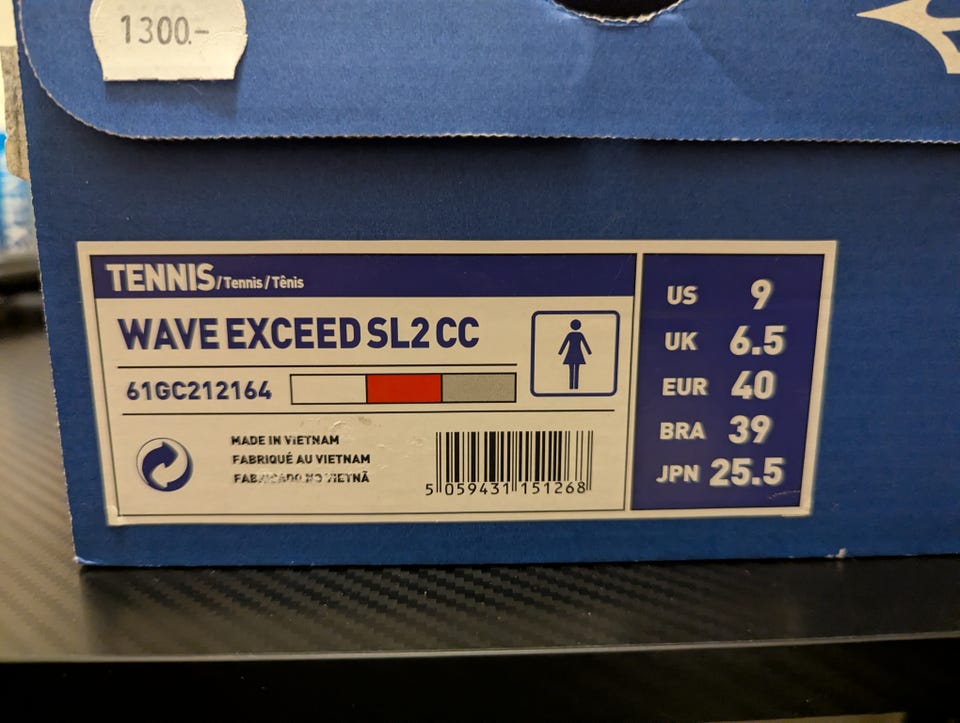 1300.-
TENNIS/Tennis/Tênis
WAVE EXCEED SL2 CC
61GC212164
MADE IN VIETNAM
FABRIQUÉ AU VIETNAM
FABRICADO NO VIETNÃ
5 059431 151268
US 9
UK 6.5
EUR 40
BRA 39
JPN 25.5